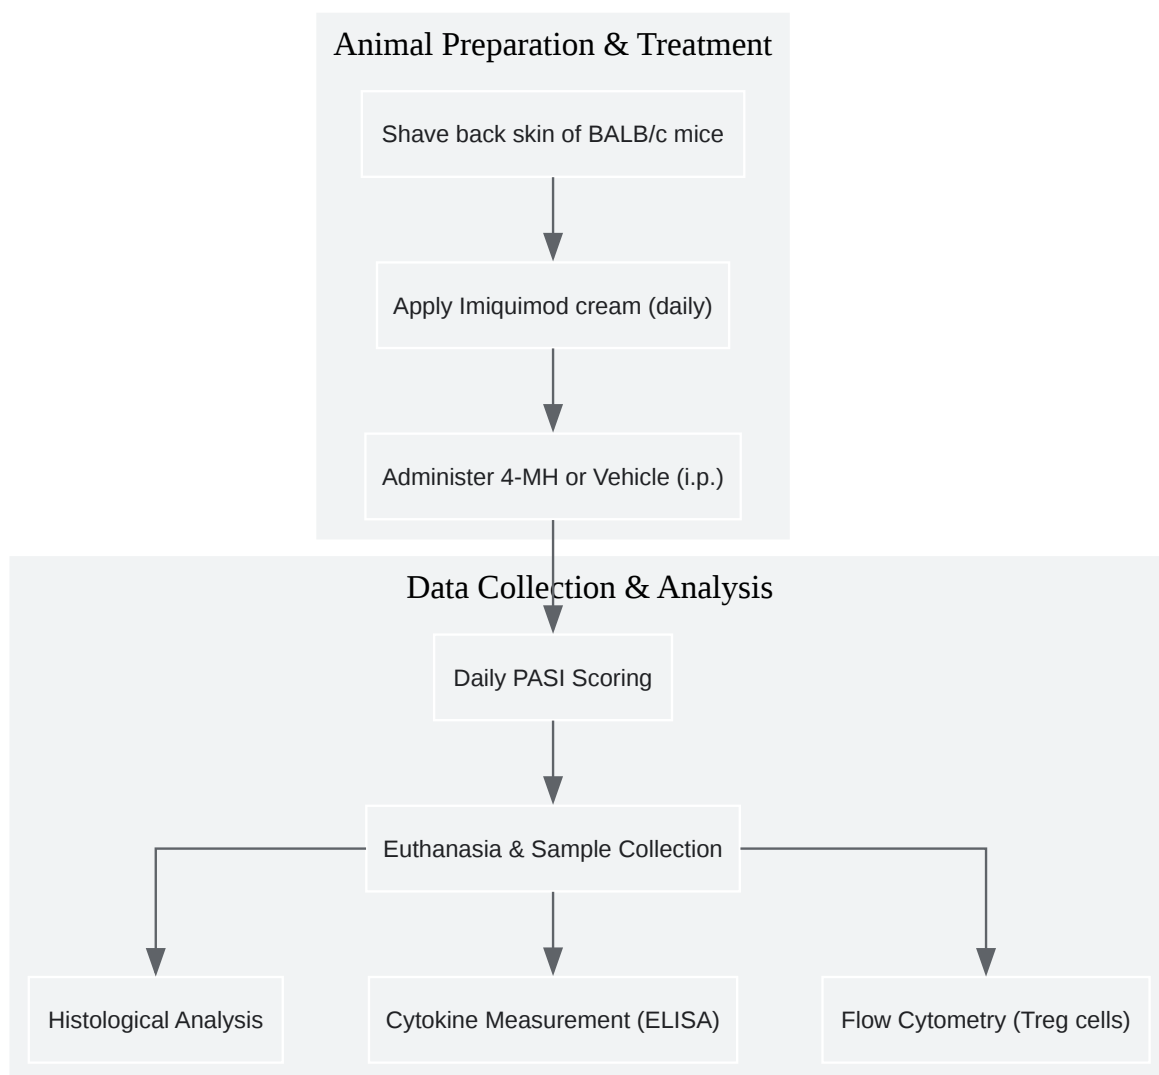 Animal Preparation & Treatment
Shave back skin of BALB/c mice
Apply Imiquimod cream (daily)
Administer 4-MH or Vehicle (i.p.)
Data Collection & Analysis
Daily PASI Scoring
Euthanasia & Sample Collection
Histological Analysis
Cytokine Measurement (ELISA)
Flow Cytometry (Treg cells)